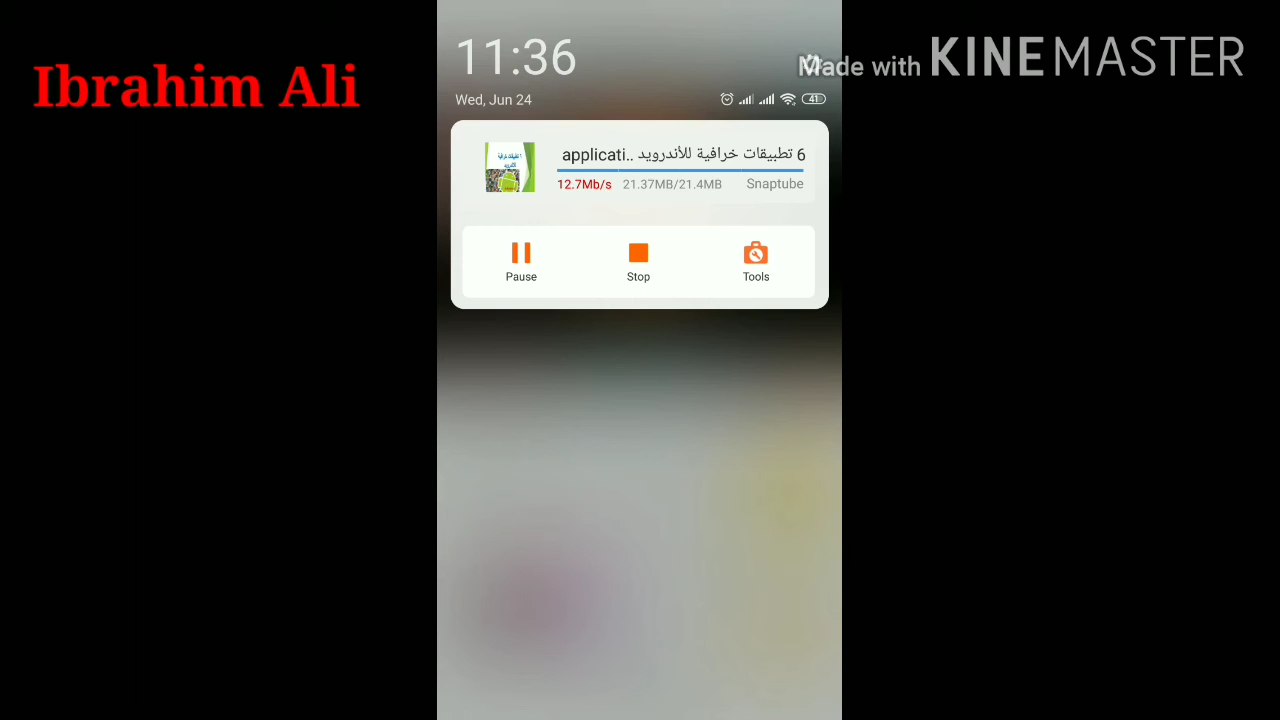 Ibrahim Ali
Made with KINEMASTER
11:36
Wed, Jun 24
41
6 تطبيقات خرافية للأندرويد applicati..
12.7Mb/s 21.37MB/21.4MB Snaptube
Pause Stop Tools